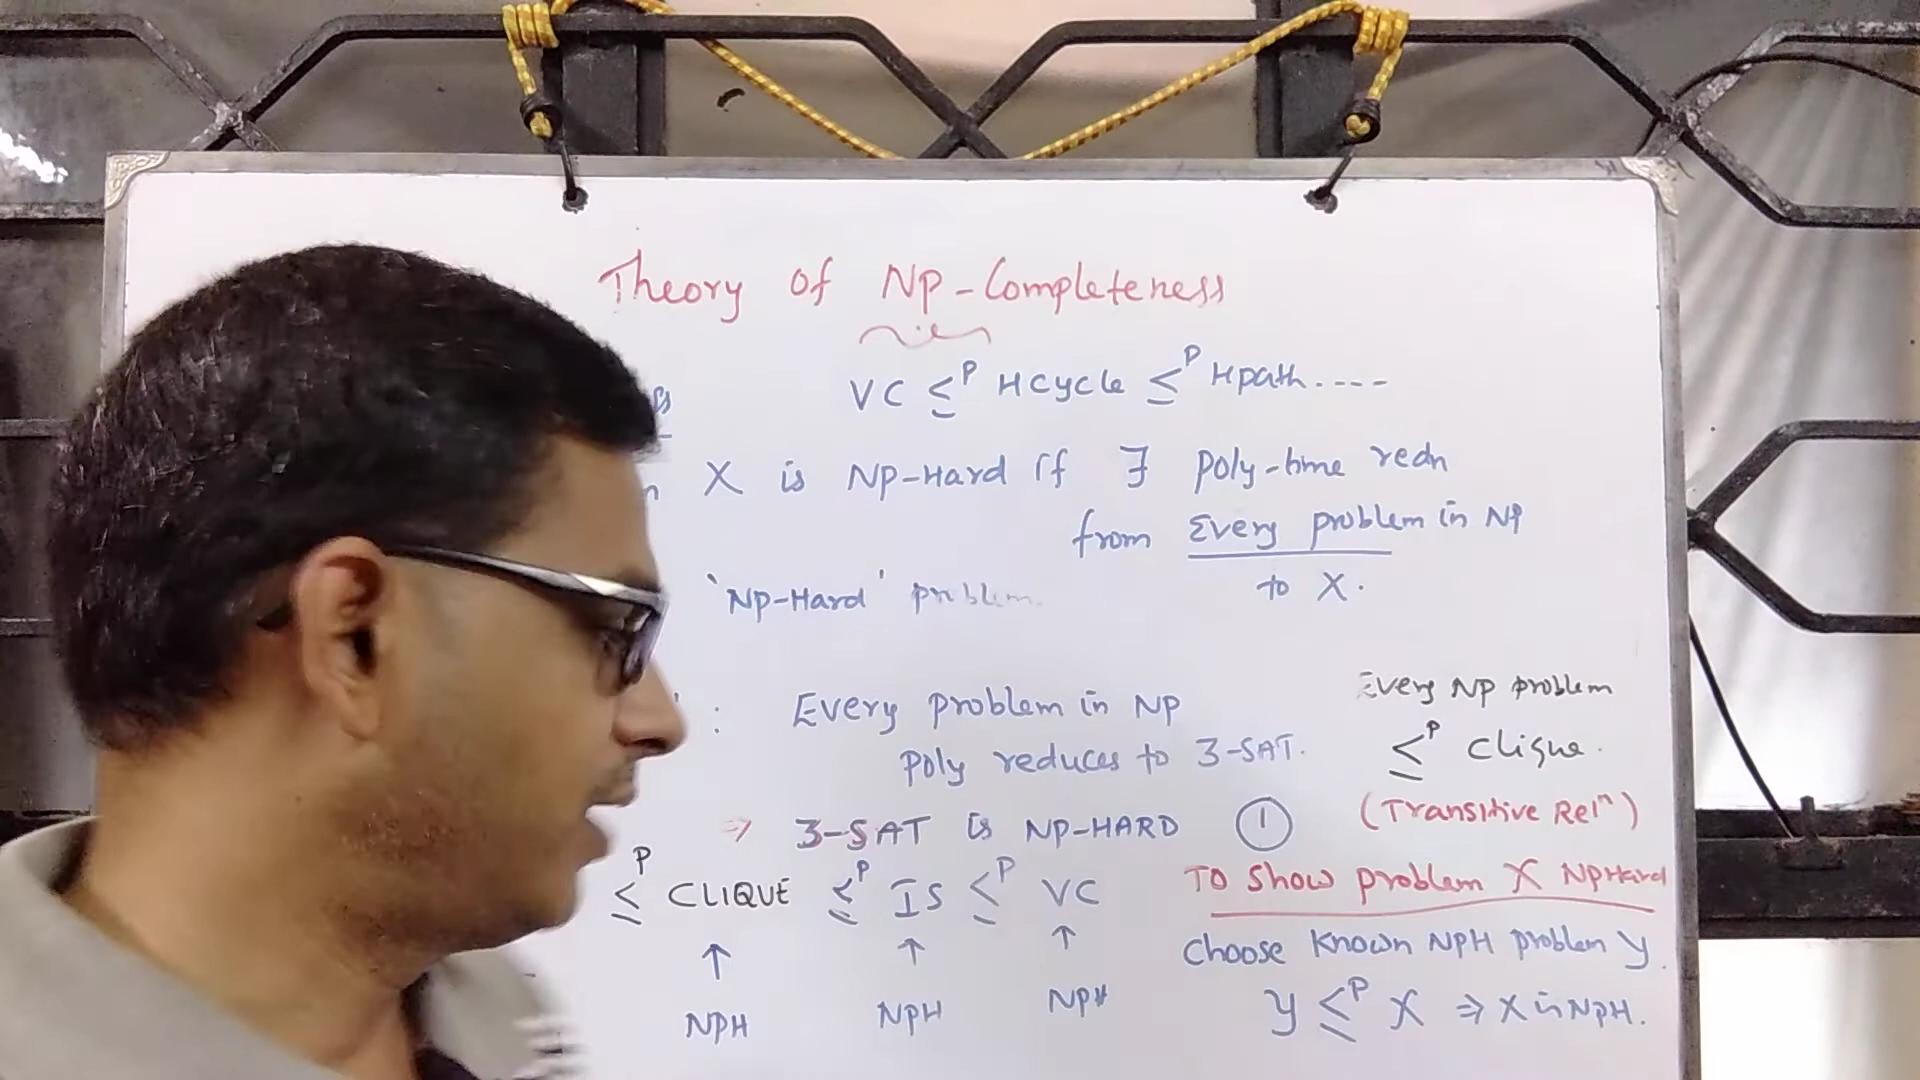 Theory of NP-Completeness
VC ≤ᵖ HCycle ≤ᵖ Hpath....
X is NP-Hard if ∃ poly-time redn
from Every problem in NP
to X.
'NP-Hard' problem.
: Every problem in NP
Poly reduces to 3-SAT.
⇒ 3-SAT is NP-HARD ①
≤ᵖ CLIQUE ≤ᵖ IS ≤ᵖ VC
↑ ↑ ↑
NPH NPH NPH
Every NP problem
≤ᵖ Clique.
(Transitive Relⁿ)
TO Show problem X NPHard
Choose Known NPH problem Y.
Y ≤ᵖ X ⇒ X is NPH.